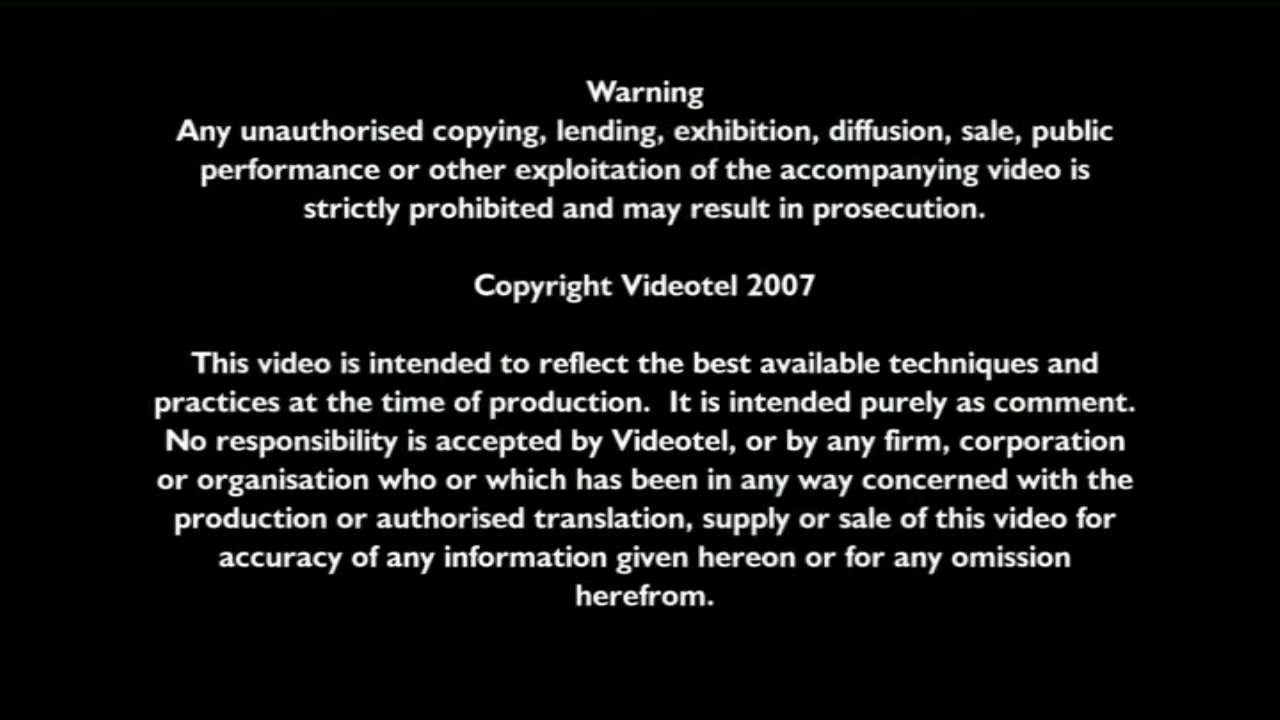 Warning
Any unauthorised copying, lending, exhibition, diffusion, sale, public
performance or other exploitation of the accompanying video is
strictly prohibited and may result in prosecution.
Copyright Videotel 2007
This video is intended to reflect the best available techniques and
practices at the time of production.  It is intended purely as comment.
No responsibility is accepted by Videotel, or by any firm, corporation
or organisation who or which has been in any way concerned with the
production or authorised translation, supply or sale of this video for
accuracy of any information given hereon or for any omission
herefrom.